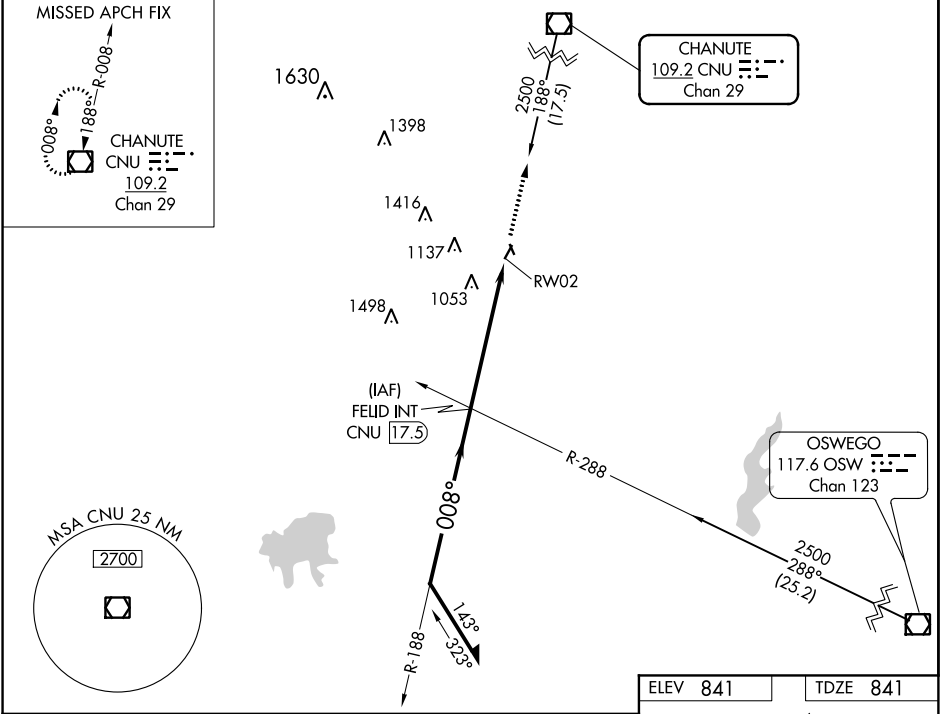 MISSED APCH FIX
R-008
188°
008°
CHANUTE
CNU
109.2
Chan 29
1630
1398
1416
1137
1053
1498
2500
188°
(17.5)
CHANUTE
109.2 CNU
Chan 29
RW02
(IAF)
FELID INT
CNU 17.5
R-288
OSWEGO
117.6 OSW
Chan 123
2500
288°
(25.2)
008°
143°
323°
R-188
MSA CNU 25 NM
2700
ELEV 841
TDZE 841